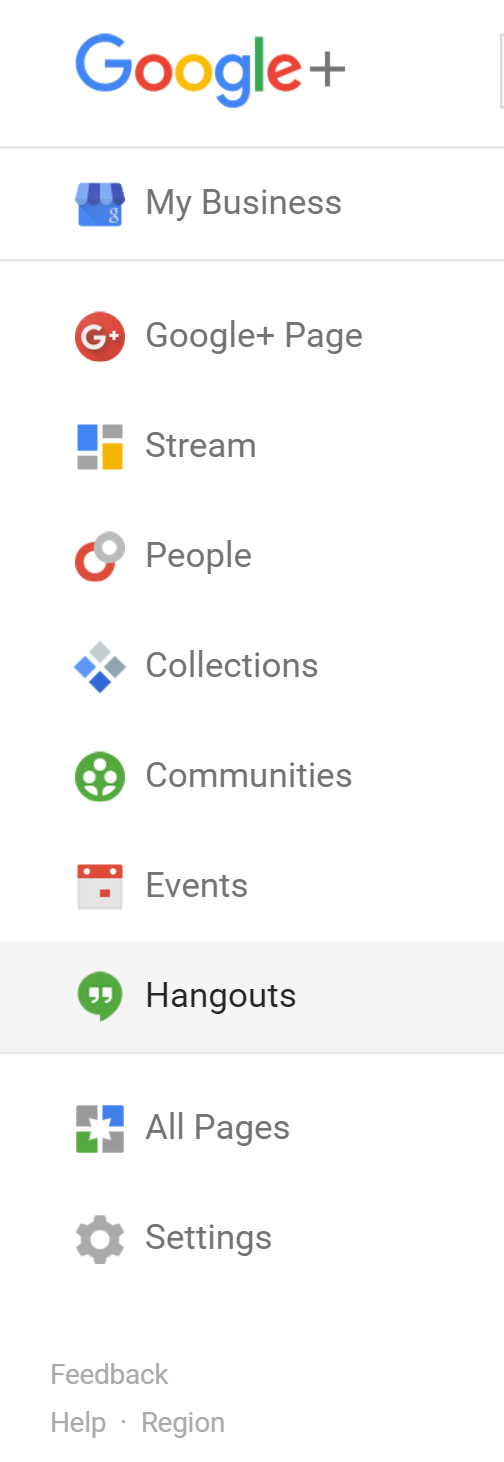 Google+
My Business
Google+ Page
Stream
People
Collections
Communities
Events
Hangouts
All Pages
Settings
Feedback
Help · Region